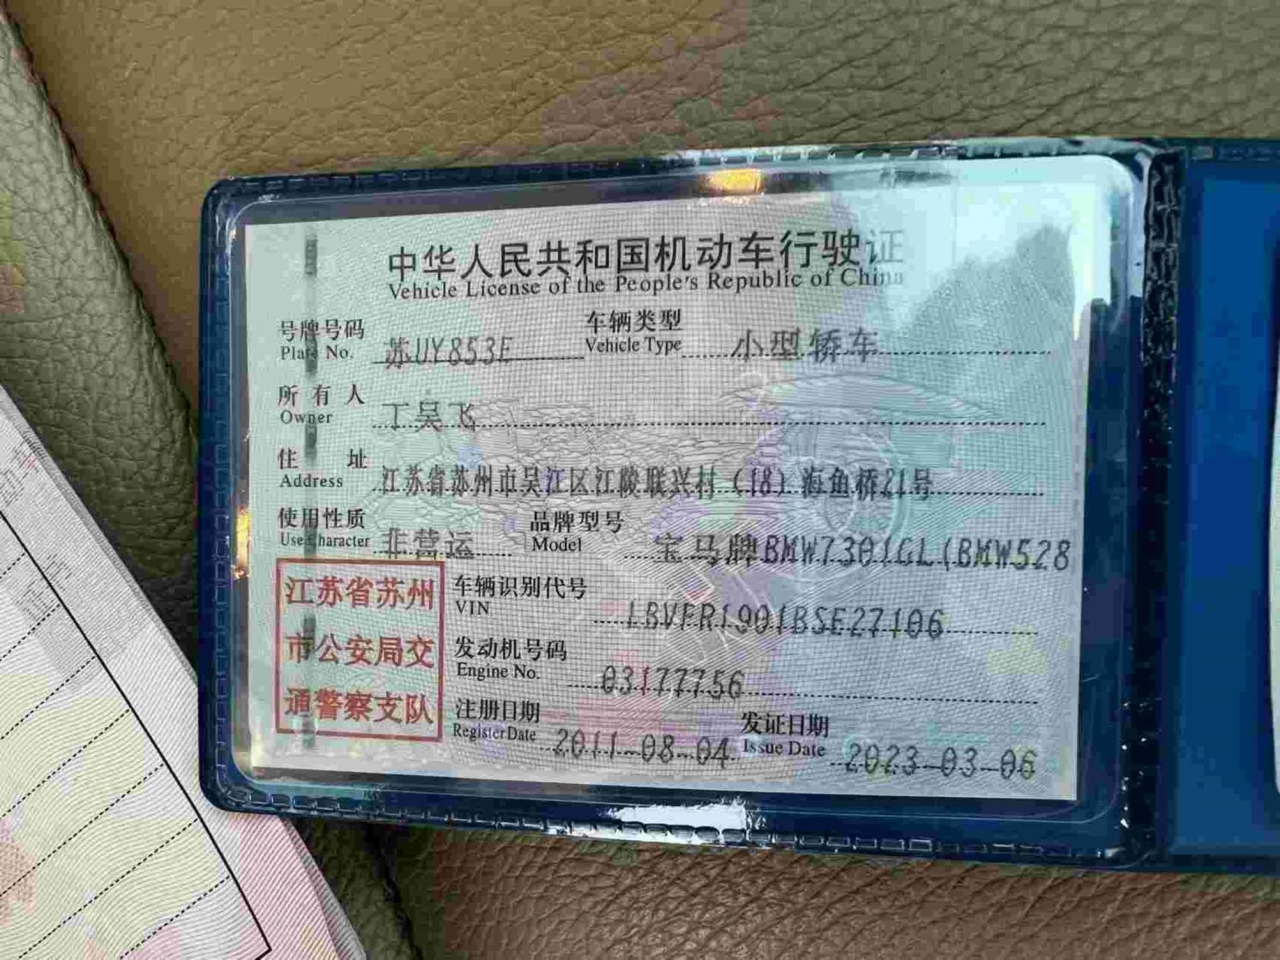 中华人民共和国机动车行驶证
Vehicle License of the People's Republic of China
号牌号码 苏UY853E 车辆类型 小型轿车
Plate No. Vehicle Type
所有人 丁吴飞
Owner
住址 江苏省苏州市吴江区江陵联兴村（18）海鱼桥21号
Address
使用性质 非营运 品牌型号 宝马牌BMW7301GL(BMW528
Use Character Model
江苏省苏州
市公安局交
通警察支队
车辆识别代号 LBVFR1901BSE27106
VIN
发动机号码 03177756
Engine No.
注册日期 2011-08-04 发证日期 2023-03-06
Register Date Issue Date